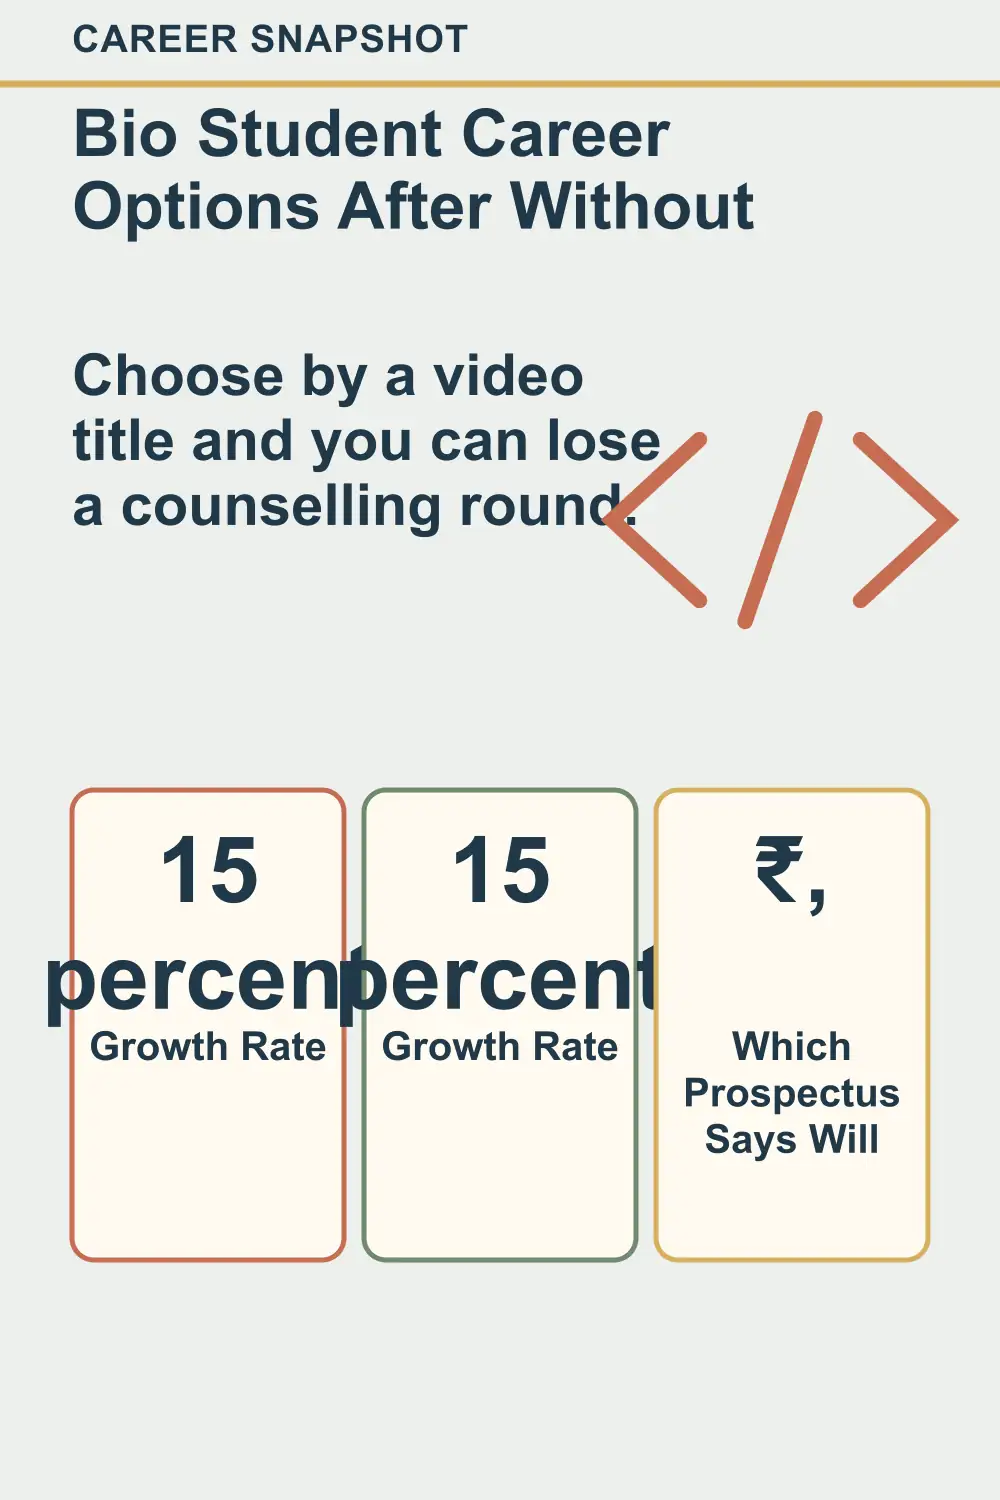 CAREER SNAPSHOT
Bio Student Career
Options After Without
Choose by a video
title and you can lose
a counselling round.
</>
15
percent
Growth Rate
15
percent
Growth Rate
₹,
Which
Prospectus
Says Will